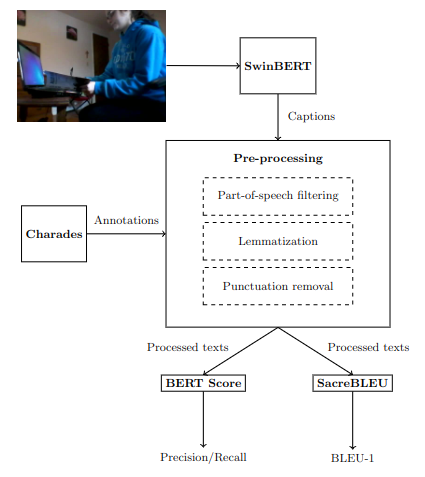 SwinBERT
Captions
Pre-processing
Part-of-speech filtering
Annotations
Charades
Lemmatization
Punctuation removal
Processed texts Processed texts
BERT Score SacreBLEU
Precision/Recall BLEU-1